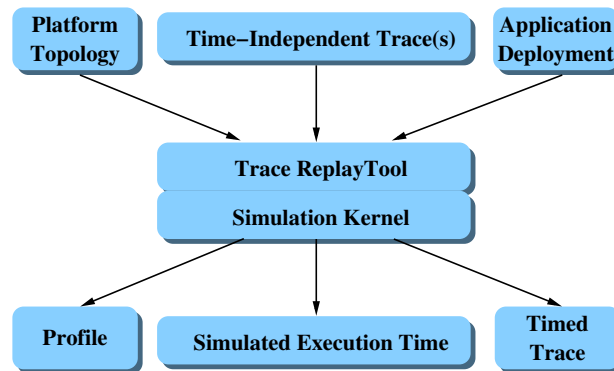 Platform
Topology
Time−Independent Trace(s)
Application
Deployment
Trace ReplayTool
Simulation Kernel
Profile
Simulated Execution Time
Timed
Trace